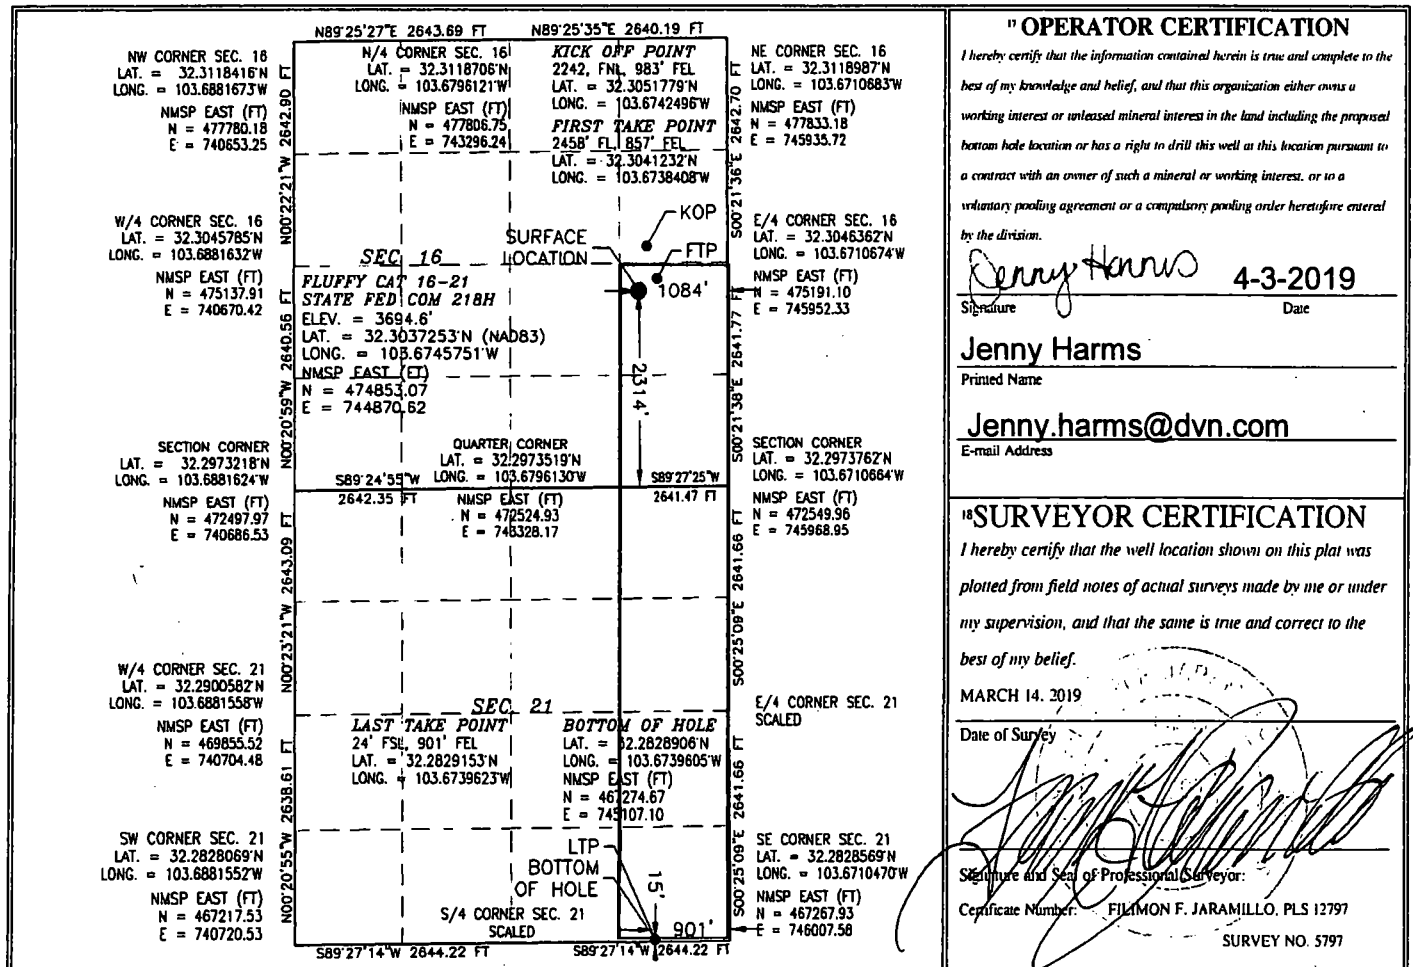 N89°25'27"E 2643.69 FT
N89°25'35"E 2640.19 FT
NW CORNER SEC. 16
LAT. = 32.3118416'N
LONG. = 103.6881673'W
NMSP EAST (FT)
N = 477780.18
E = 740653.25
N/4 CORNER SEC. 16
LAT. = 32.3118706'N
LONG. = 103.6796121'W
NMSP EAST (FT)
N = 477806.75
E = 743296.24
KICK OFF POINT
2242, FNL, 983' FEL
LAT. = 32.3051779'N
LONG. = 103.6742496'W
FIRST TAKE POINT
2458' FL, 857' FEL
LAT. = 32.3041232'N
LONG. = 103.6738408'W
NE CORNER SEC. 16
LAT. = 32.3118987'N
LONG. = 103.6710683'W
NMSP EAST (FT)
N = 477833.18
E = 745935.72
N00°22'21"W 2642.90 FT
S00°21'36"E 2642.70 FT
W/4 CORNER SEC. 16
LAT. = 32.3045785'N
LONG. = 103.6881632'W
NMSP EAST (FT)
N = 475137.91
E = 740670.42
KOP
FTP
SURFACE
LOCATION
SEC 16
1084'
E/4 CORNER SEC. 16
LAT. = 32.3046362'N
LONG. = 103.6710674'W
NMSP EAST (FT)
N = 475191.10
E = 745952.33
FLUFFY CAT 16-21
STATE FED COM 218H
ELEV. = 3694.6'
LAT. = 32.3037253'N (NAD83)
LONG. = 103.6745751'W
NMSP EAST (FT)
N = 474853.07
E = 744870.62
N00°20'59"W 2640.56 FT
2314'
S00°21'38"E 2641.77 FT
SECTION CORNER
LAT. = 32.2973218'N
LONG. = 103.6881624'W
NMSP EAST (FT)
N = 472497.97
E = 740686.53
QUARTER CORNER
LAT. = 32.2973519'N
LONG. = 103.6796130'W
NMSP EAST (FT)
N = 472524.93
E = 743328.17
S89°24'55"W
2642.35 FT
S89°27'25"W
2641.47 FT
SECTION CORNER
LAT. = 32.2973762'N
LONG. = 103.6710664'W
NMSP EAST (FT)
N = 472549.96
E = 745968.95
N00°23'21"W 2643.09 FT
S00°25'09"E 2641.66 FT
W/4 CORNER SEC. 21
LAT. = 32.2900582'N
LONG. = 103.6881558'W
NMSP EAST (FT)
N = 469855.52
E = 740704.48
SEC. 21
E/4 CORNER SEC. 21
SCALED
LAST TAKE POINT
24' FSL, 901' FEL
LAT. = 32.2829153'N
LONG. = 103.6739623'W
BOTTOM OF HOLE
LAT. = 32.2828906'N
LONG. = 103.6739605'W
NMSP EAST (FT)
N = 467274.67
E = 745107.10
N00°20'55"W 2638.61 FT
S00°25'09"E 2641.66 FT
SW CORNER SEC. 21
LAT. = 32.2828069'N
LONG. = 103.6881552'W
NMSP EAST (FT)
N = 467217.53
E = 740720.53
LTP
BOTTOM
OF HOLE
S/4 CORNER SEC. 21
SCALED
15'
901'
SE CORNER SEC. 21
LAT. = 32.2828569'N
LONG. = 103.6710470'W
NMSP EAST (FT)
N = 467267.93
E = 746007.58
S89°27'14"W 2644.22 FT
S89°27'14"W 2644.22 FT
17 OPERATOR CERTIFICATION
I hereby certify that the information contained herein is true and complete to the
best of my knowledge and belief, and that this organization either owns a
working interest or unleased mineral interest in the land including the proposed
bottom hole location or has a right to drill this well at this location pursuant to
a contract with an owner of such a mineral or working interest, or to a
voluntary pooling agreement or a compulsory pooling order heretofore entered
by the division.
Jenny Harms
4-3-2019
Signature Date
Jenny Harms
Printed Name
Jenny.harms@dvn.com
E-mail Address
18 SURVEYOR CERTIFICATION
I hereby certify that the well location shown on this plat was
plotted from field notes of actual surveys made by me or under
my supervision, and that the same is true and correct to the
best of my belief.
MARCH 14. 2019
Date of Survey
Signature and Seal of Professional Surveyor:
Certificate Number: FILIMON F. JARAMILLO, PLS 12797
SURVEY NO. 5797